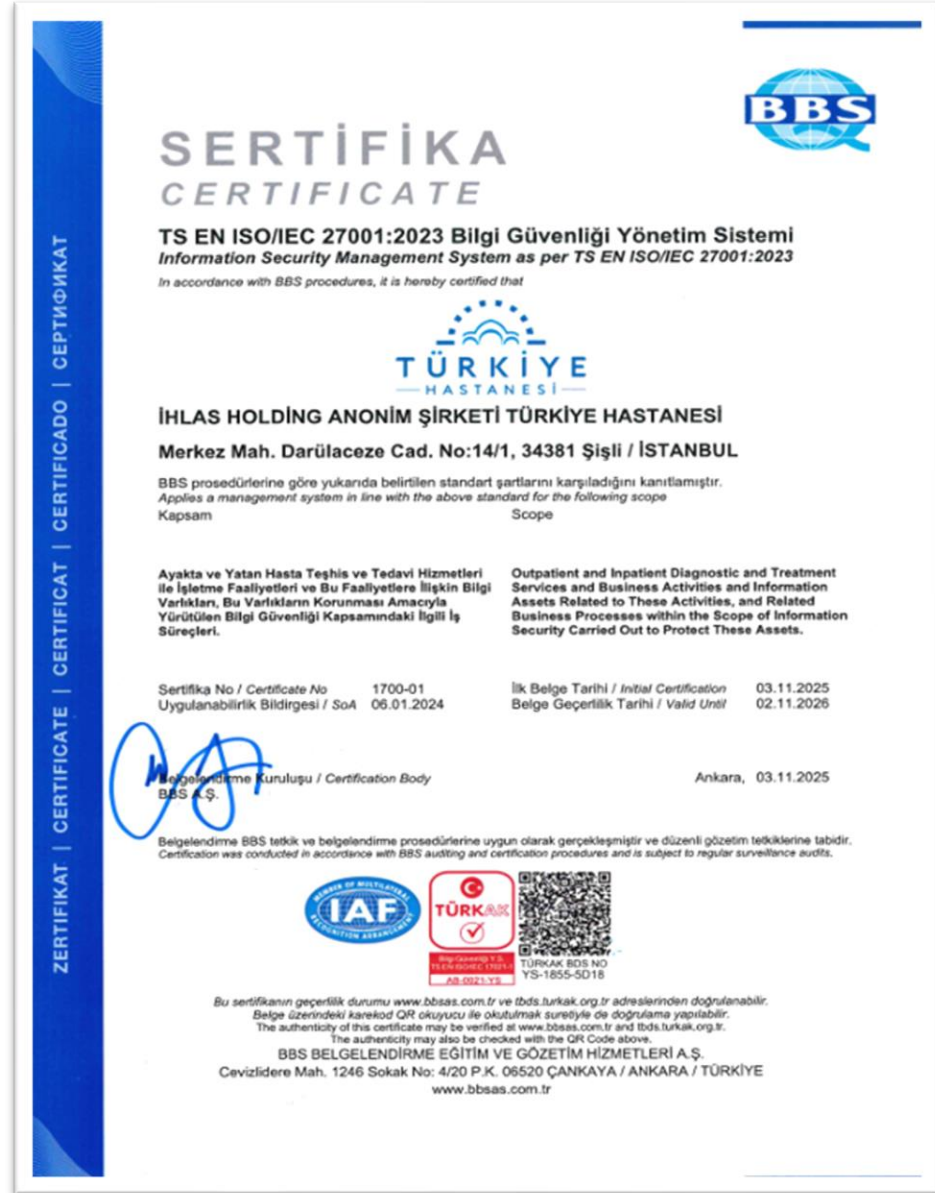 BBS
SERTİFİKA
CERTIFICATE
TS EN ISO/IEC 27001:2023 Bilgi Güvenliği Yönetim Sistemi
Information Security Management System as per TS EN ISO/IEC 27001:2023
In accordance with BBS procedures, it is hereby certified that
TÜRKİYE
HASTANESİ
İHLAS HOLDİNG ANONİM ŞİRKETİ TÜRKİYE HASTANESİ
Merkez Mah. Darülaceze Cad. No:14/1, 34381 Şişli / İSTANBUL
BBS prosedürlerine göre yukarıda belirtilen standart şartlarını karşıladığını kanıtlamıştır.
Applies a management system in line with the above standard for the following scope
Kapsam
Ayakta ve Yatan Hasta Teşhis ve Tedavi Hizmetleri
ile İşletme Faaliyetleri ve Bu Faaliyetlere İlişkin Bilgi
Varlıkları, Bu Varlıkların Korunması Amacıyla
Yürütülen Bilgi Güvenliği Kapsamındaki İlgili İş
Süreçleri.
Scope
Outpatient and Inpatient Diagnostic and Treatment
Services and Business Activities and Information
Assets Related to These Activities, and Related
Business Processes within the Scope of Information
Security Carried Out to Protect These Assets.
Sertifika No / Certificate No 1700-01
Uygulanabilirlik Bildirgesi / SoA 06.01.2024
İlk Belge Tarihi / Initial Certification 03.11.2025
Belge Geçerlilik Tarihi / Valid Until 02.11.2026
Belgelendirme Kuruluşu / Certification Body
BBS A.Ş.
Ankara, 03.11.2025
Belgelendirme BBS tetkik ve belgelendirme prosedürlerine uygun olarak gerçekleşmiştir ve düzenli gözetim tetkiklerine tabidir.
Certification was conducted in accordance with BBS auditing and certification procedures and is subject to regular surveillance audits.
MEMBER OF MULTILATERAL
IAF
RECOGNITION ARRANGEMENT
TÜRKAK
Bilgi Güvenliği Y.S.
TS EN ISO/IEC 17021-1
AB-0021-YS
TÜRKAK BDS NO
YS-1855-5D18
Bu sertifikanın geçerlilik durumu www.bbsas.com.tr ve tbds.turkak.org.tr adreslerinden doğrulanabilir.
Belge üzerindeki karekod QR okuyucu ile okutulmak suretiyle de doğrulama yapılabilir.
The authenticity of this certificate may be verified at www.bbsas.com.tr and tbds.turkak.org.tr.
The authenticity may also be checked with the QR Code above.
BBS BELGELENDİRME EĞİTİM VE GÖZETİM HİZMETLERİ A.Ş.
Cevizlidere Mah. 1246 Sokak No: 4/20 P.K. 06520 ÇANKAYA / ANKARA / TÜRKİYE
www.bbsas.com.tr
ZERTIFIKAT | CERTIFICATE | CERTIFICAT | CERTIFICADO | СЕРТИФИКАТ